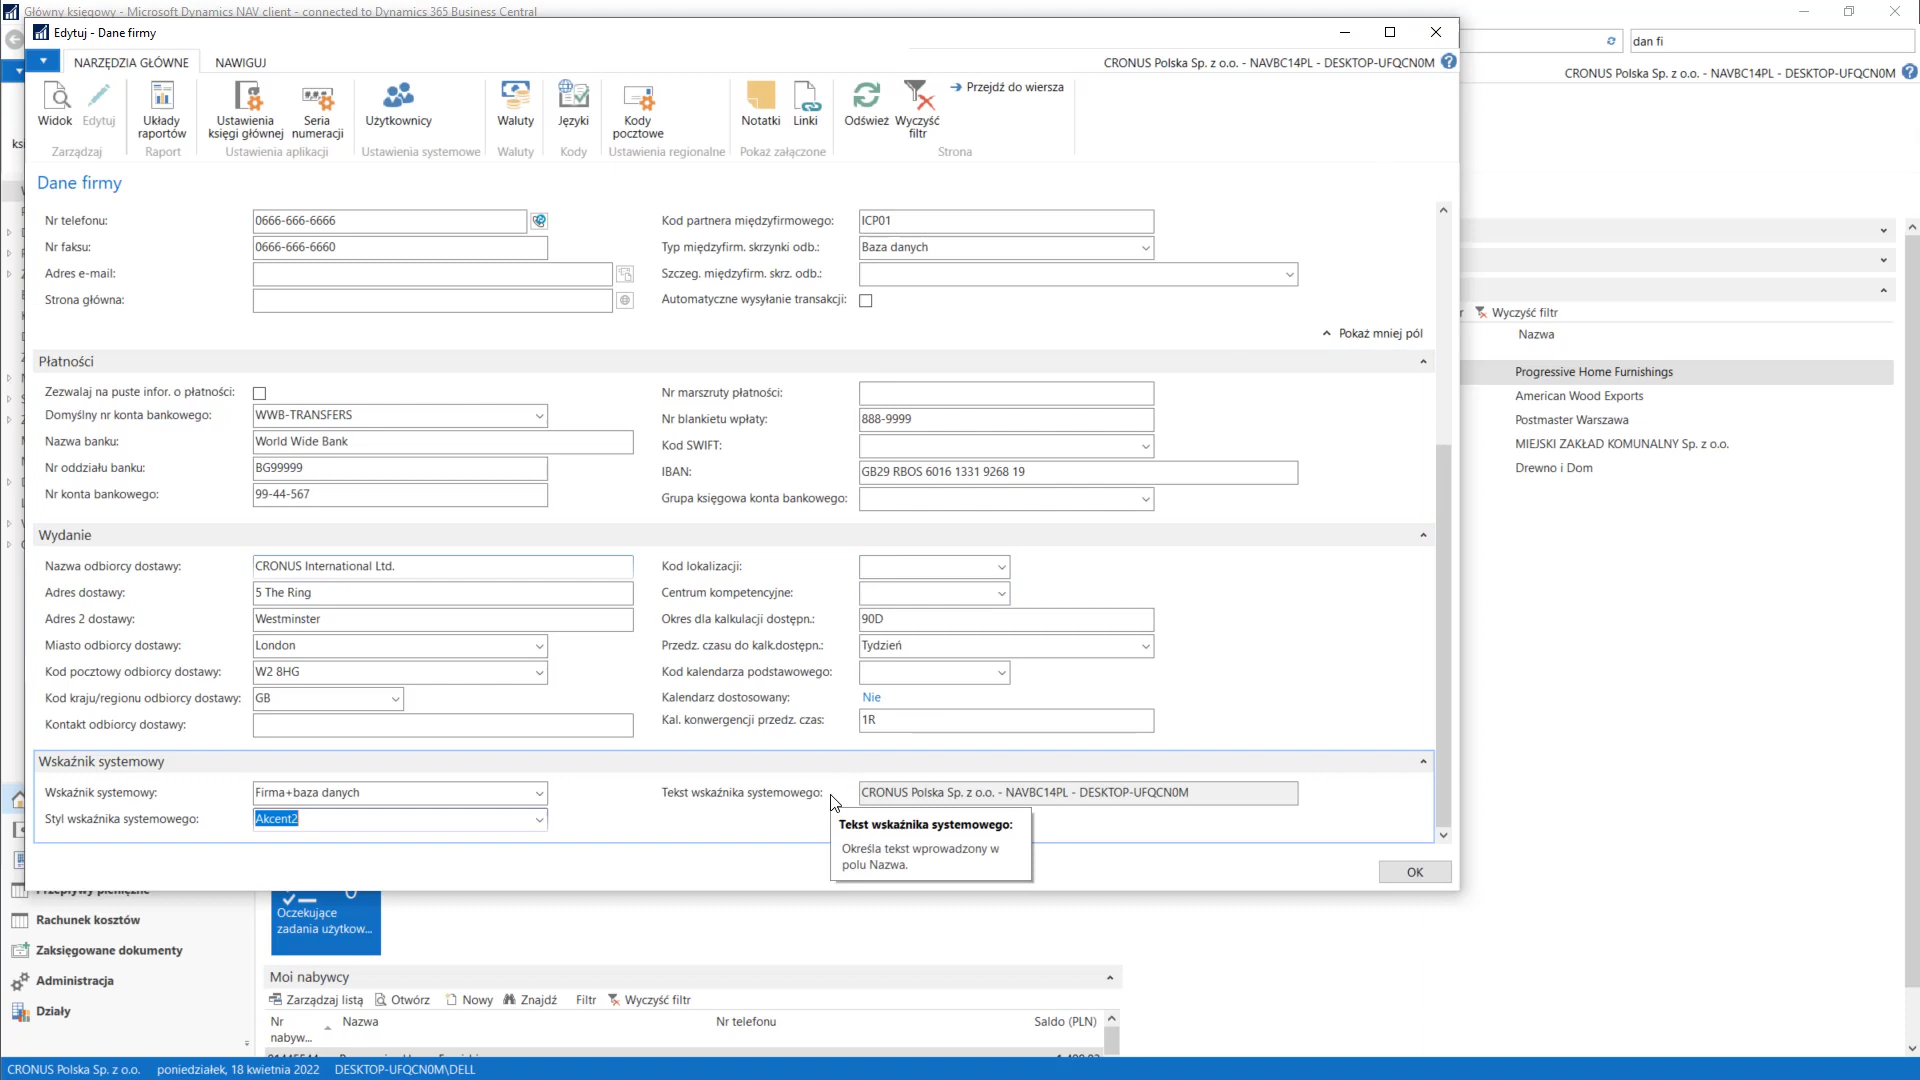 Główny księgowy - Microsoft Dynamics NAV client - connected to Dynamics 365 Business Central
Edytuj - Dane firmy
dan fi
NARZĘDZIA GŁÓWNE
NAWIGUJ
CRONUS Polska Sp. z o.o. - NAVBC14PL - DESKTOP-UFQCN0M
CRONUS Polska Sp. z o.o. - NAVBC14PL - DESKTOP-UFQCN0M
Widok
Edytuj
Układy raportów
Ustawienia księgi głównej
Seria numeracji
Użytkownicy
Waluty
Języki
Kody pocztowe
Notatki
Linki
Odśwież
Wyczyść filtr
Przejdź do wiersza
Zarządzaj
Raport
Ustawienia aplikacji
Ustawienia systemowe
Waluty
Kody
Ustawienia regionalne
Pokaż załączone
Strona
Dane firmy
Nr telefonu: 0666-666-6666
Kod partnera międzyfirmowego: ICP01
Nr faksu: 0666-666-6660
Typ międzyfirm. skrzynki odb.: Baza danych
Adres e-mail:
Szczeg. międzyfirm. skrz. odb.:
Strona główna:
Automatyczne wysyłanie transakcji:
Pokaż mniej pól
Płatności
Zezwalaj na puste infor. o płatności:
Nr marszruty płatności:
Domyślny nr konta bankowego: WWB-TRANSFERS
Nr blankietu wpłaty: 888-9999
Nazwa banku: World Wide Bank
Kod SWIFT:
Nr oddziału banku: BG99999
IBAN: GB29 RBOS 6016 1331 9268 19
Nr konta bankowego: 99-44-567
Grupa księgowa konta bankowego:
Wydanie
Nazwa odbiorcy dostawy: CRONUS International Ltd.
Kod lokalizacji:
Adres dostawy: 5 The Ring
Centrum kompetencyjne:
Adres 2 dostawy: Westminster
Okres dla kalkulacji dostępn.: 90D
Miasto odbiorcy dostawy: London
Przedz. czasu do kalk.dostępn.: Tydzień
Kod pocztowy odbiorcy dostawy: W2 8HG
Kod kalendarza podstawowego:
Kod kraju/regionu odbiorcy dostawy: GB
Kalendarz dostosowany: Nie
Kontakt odbiorcy dostawy:
Kal. konwergencji przedz. czas: 1R
Wskaźnik systemowy
Wskaźnik systemowy: Firma+baza danych
Tekst wskaźnika systemowego: CRONUS Polska Sp. z o.o. - NAVBC14PL - DESKTOP-UFQCN0M
Styl wskaźnika systemowego: Akcent2
Tekst wskaźnika systemowego:
Określa tekst wprowadzony w
polu Nazwa.
OK
Wyczyść filtr
Nazwa
Progressive Home Furnishings
American Wood Exports
Postmaster Warszawa
MIEJSKI ZAKŁAD KOMUNALNY Sp. z o.o.
Drewno i Dom
Przepływy pieniężne
Rachunek kosztów
Zaksięgowane dokumenty
Administracja
Działy
Oczekujące
zadania użytkow...
Moi nabywcy
Zarządzaj listą
Otwórz
Nowy
Znajdź
Filtr
Wyczyść filtr
Nr nabyw...
Nazwa
Nr telefonu
Saldo (PLN)
CRONUS Polska Sp. z o.o.
poniedziałek, 18 kwietnia 2022
DESKTOP-UFQCN0M\DELL